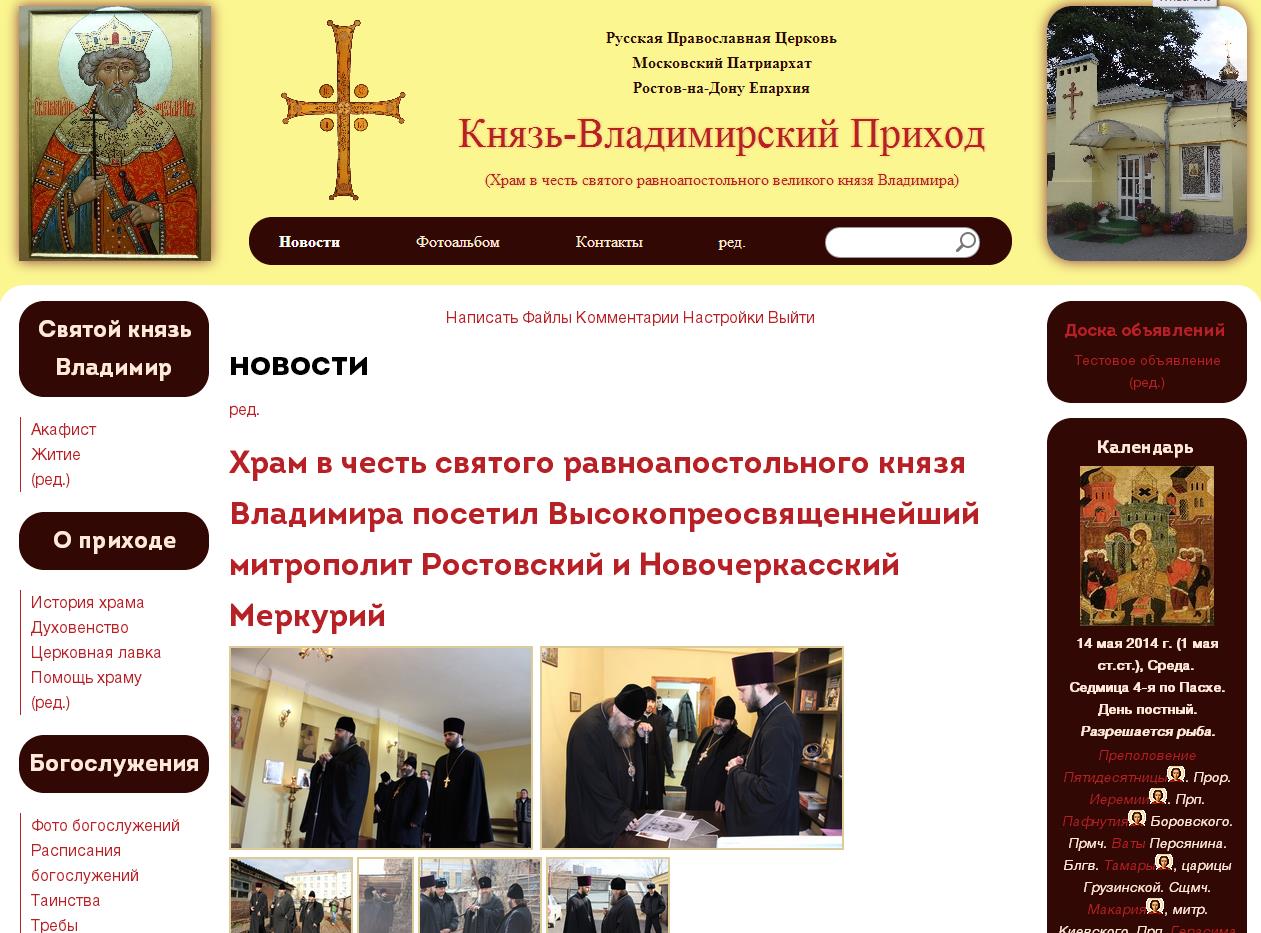 Русская Православная Церковь
Московский Патриархат
Ростов-на-Дону Епархия
Князь-Владимирский Приход
(Храм в честь святого равноапостольного великого князя Владимира)
Новости
Фотоальбом
Контакты
ред.
Святой князь
Владимир
Акафист
Житие
(ред.)
О приходе
История храма
Духовенство
Церковная лавка
Помощь храму
(ред.)
Богослужения
Фото богослужений
Расписания
богослужений
Таинства
Требы
Написать Файлы Комментарии Настройки Выйти
НОВОСТИ
ред.
Храм в честь святого равноапостольного князя
Владимира посетил Высокопреосвященнейший
митрополит Ростовский и Новочеркасский
Меркурий
Доска объявлений
Тестовое объявление
(ред.)
Календарь
14 мая 2014 г. (1 мая
ст.ст.), Среда.
Седмица 4-я по Пасхе.
День постный.
Разрешается рыба.
Преполовение
Пятидесятницы. Прор.
Иеремии. Прп.
Пафнутия Боровского.
Прмч. Ваты Персянина.
Блгв. Тамары, царицы
Грузинской. Сщмч.
Макария, митр.
Киевского. Прп. Герасима